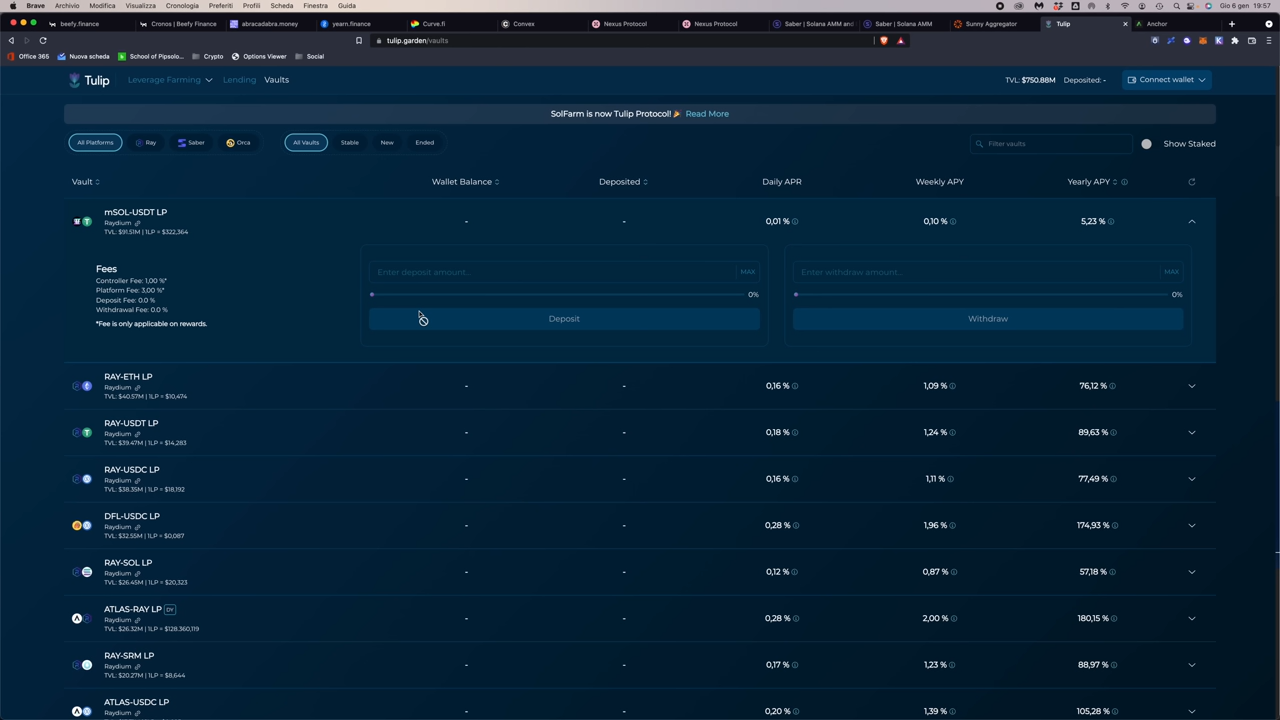 Brave Archivio Modifica Visualizza Cronologia Preferiti Profili Scheda Finestra Guida Gio 6 gen 19:57
beefy.finance Cronos | Beefy Finance abracadabra.money yearn.finance Curve.fi Convex Nexus Protocol Nexus Protocol Saber | Solana AMM and Saber | Solana AMM Sunny Aggregator Tulip Anchor
tulip.garden/vaults
Office 365 Nuova scheda School of Pipsolo... Crypto Options Viewer Social
Tulip Leverage Farming Lending Vaults TVL: $750.88M Deposited: - Connect wallet
SolFarm is now Tulip Protocol! 🎉 Read More
All Platforms Ray Saber Orca All Vaults Stable New Ended Filter vaults Show Staked
Vault Wallet Balance Deposited Daily APR Weekly APY Yearly APY
mSOL-USDT LP
Raydium
TVL: $91.51M | 1LP = $322,364
- - 0,01 % 0,10 % 5,23 %
Fees
Controller Fee: 1,00 %*
Platform Fee: 3,00 %*
Deposit Fee: 0.0 %
Withdrawal Fee: 0.0 %
*Fee is only applicable on rewards.
Enter deposit amount... MAX
0%
Deposit
Enter withdraw amount... MAX
0%
Withdraw
RAY-ETH LP
Raydium
TVL: $40.57M | 1LP = $10,474
- - 0,16 % 1,09 % 76,12 %
RAY-USDT LP
Raydium
TVL: $39.47M | 1LP = $14,283
- - 0,18 % 1,24 % 89,63 %
RAY-USDC LP
Raydium
TVL: $38.35M | 1LP = $18,192
- - 0,16 % 1,11 % 77,49 %
DFL-USDC LP
Raydium
TVL: $32.55M | 1LP = $0,087
- - 0,28 % 1,96 % 174,93 %
RAY-SOL LP
Raydium
TVL: $26.45M | 1LP = $20,323
- - 0,12 % 0,87 % 57,18 %
ATLAS-RAY LP DY
Raydium
TVL: $26.32M | 1LP = $128.360,119
- - 0,28 % 2,00 % 180,15 %
RAY-SRM LP
Raydium
TVL: $20.27M | 1LP = $8,644
- - 0,17 % 1,23 % 88,97 %
ATLAS-USDC LP
- - 0,20 % 1,39 % 105,28 %